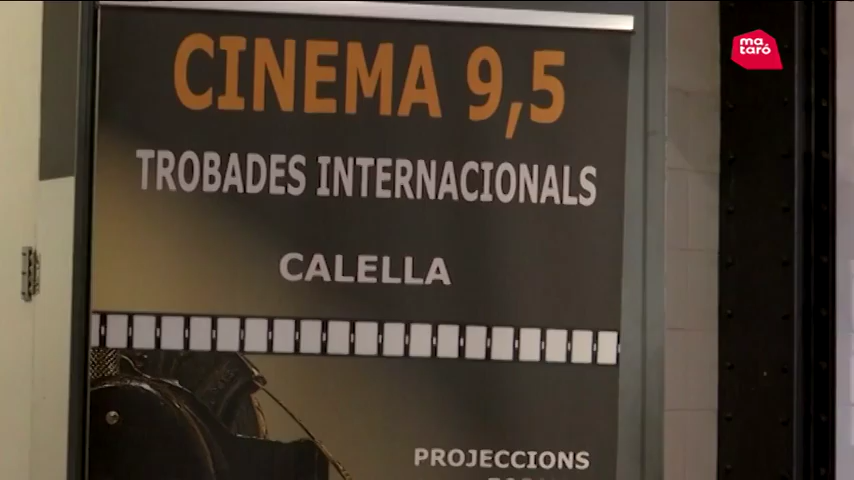 CINEMA 9,5
ma
taró
TROBADES INTERNACIONALS
CALELLA
PROJECCIONS